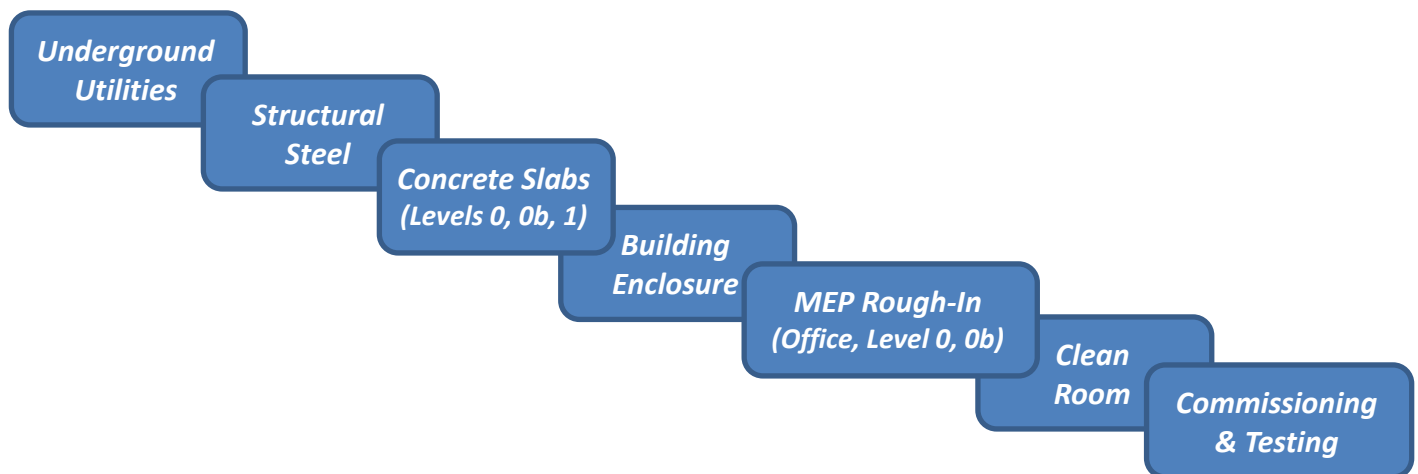 Underground
Utilities
Structural
Steel
Concrete Slabs
(Levels 0, 0b, 1)
Building
Enclosure
MEP Rough-In
(Office, Level 0, 0b)
Clean
Room
Commissioning
& Testing